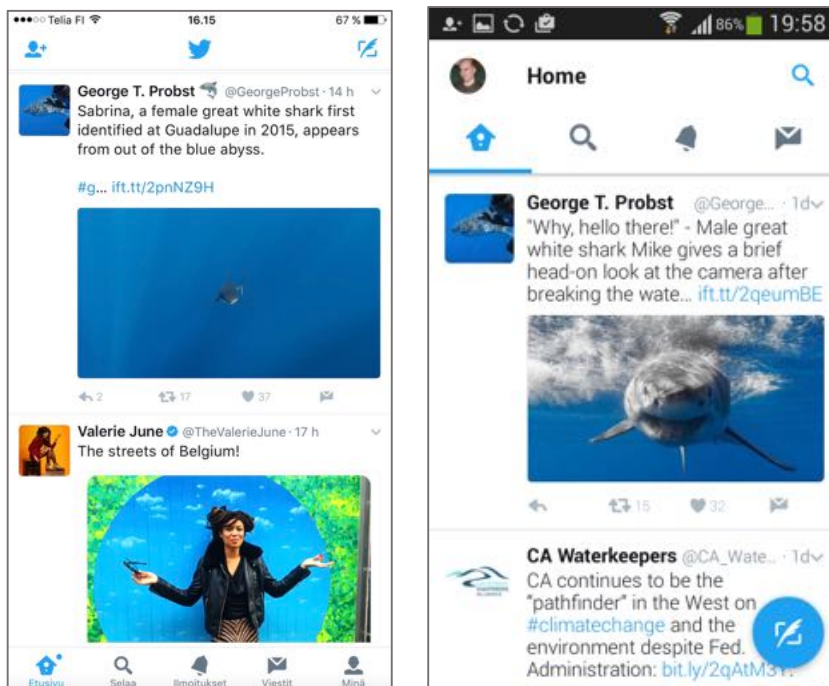 Telia FI 16.15 67 %
George T. Probst @GeorgeProbst · 14 h
Sabrina, a female great white shark first
identified at Guadalupe in 2015, appears
from out of the blue abyss.
#g... ift.tt/2pnNZ9H
2 17 37
Valerie June @TheValerieJune · 17 h
The streets of Belgium!
Etusivu Selaa Ilmoitukset Viestit Minä
86% 19:58
Home
George T. Probst @George... · 1d
"Why, hello there!" - Male great
white shark Mike gives a brief
head-on look at the camera after
breaking the wate... ift.tt/2qeumBE
15 32
CA Waterkeepers @CA_Wate... · 1d
CA continues to be the
"pathfinder" in the West on
#climatechange and the
environment despite Fed.
Administration: bit.ly/2qAtM3Y